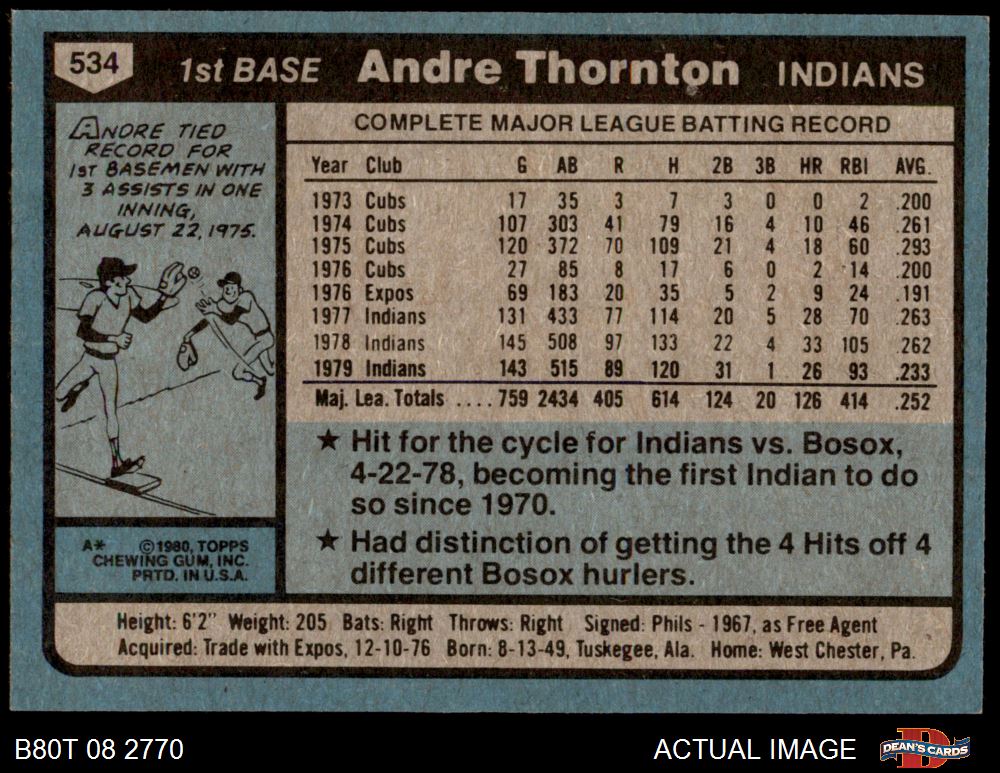 534 1st BASE Andre Thornton INDIANS
ANDRE TIED
RECORD FOR
1ST BASEMEN WITH
3 ASSISTS IN ONE
INNING,
AUGUST 22, 1975.
A* ©1980, TOPPS
CHEWING GUM, INC.
PRTD. IN U.S.A.
COMPLETE MAJOR LEAGUE BATTING RECORD
Year Club G AB R H 2B 3B HR RBI AVG.
1973 Cubs 17 35 3 7 3 0 0 2 .200
1974 Cubs 107 303 41 79 16 4 10 46 .261
1975 Cubs 120 372 70 109 21 4 18 60 .293
1976 Cubs 27 85 8 17 6 0 2 14 .200
1976 Expos 69 183 20 35 5 2 9 24 .191
1977 Indians 131 433 77 114 20 5 28 70 .263
1978 Indians 145 508 97 133 22 4 33 105 .262
1979 Indians 143 515 89 120 31 1 26 93 .233
Maj. Lea. Totals .... 759 2434 405 614 124 20 126 414 .252
★ Hit for the cycle for Indians vs. Bosox,
4-22-78, becoming the first Indian to do
so since 1970.
★ Had distinction of getting the 4 Hits off 4
different Bosox hurlers.
Height: 6'2" Weight: 205 Bats: Right Throws: Right Signed: Phils - 1967, as Free Agent
Acquired: Trade with Expos, 12-10-76 Born: 8-13-49, Tuskegee, Ala. Home: West Chester, Pa.
B80T 08 2770 ACTUAL IMAGE DEAN'S CARDS